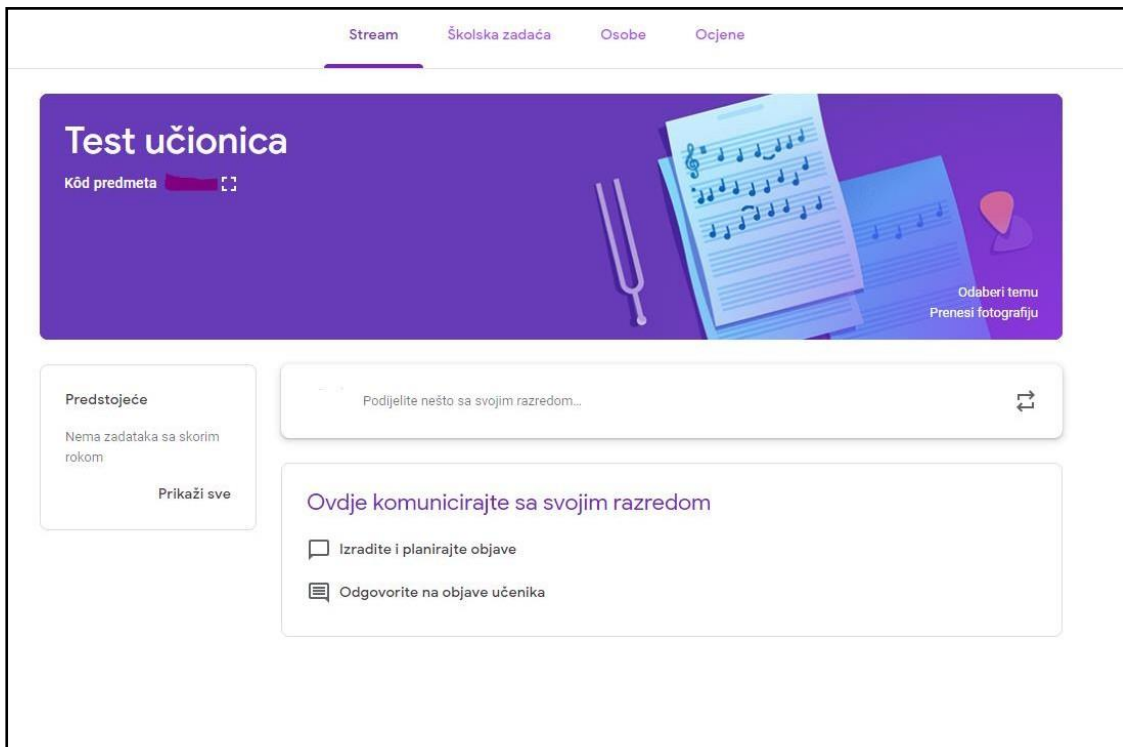 Stream Školska zadaća Osobe Ocjene
Test učionica
Kôd predmeta
Odaberi temu
Prenesi fotografiju
Predstojeće
Nema zadataka sa skorim
rokom
Prikaži sve
Podijelite nešto sa svojim razredom...
Ovdje komunicirajte sa svojim razredom
Izradite i planirajte objave
Odgovorite na objave učenika